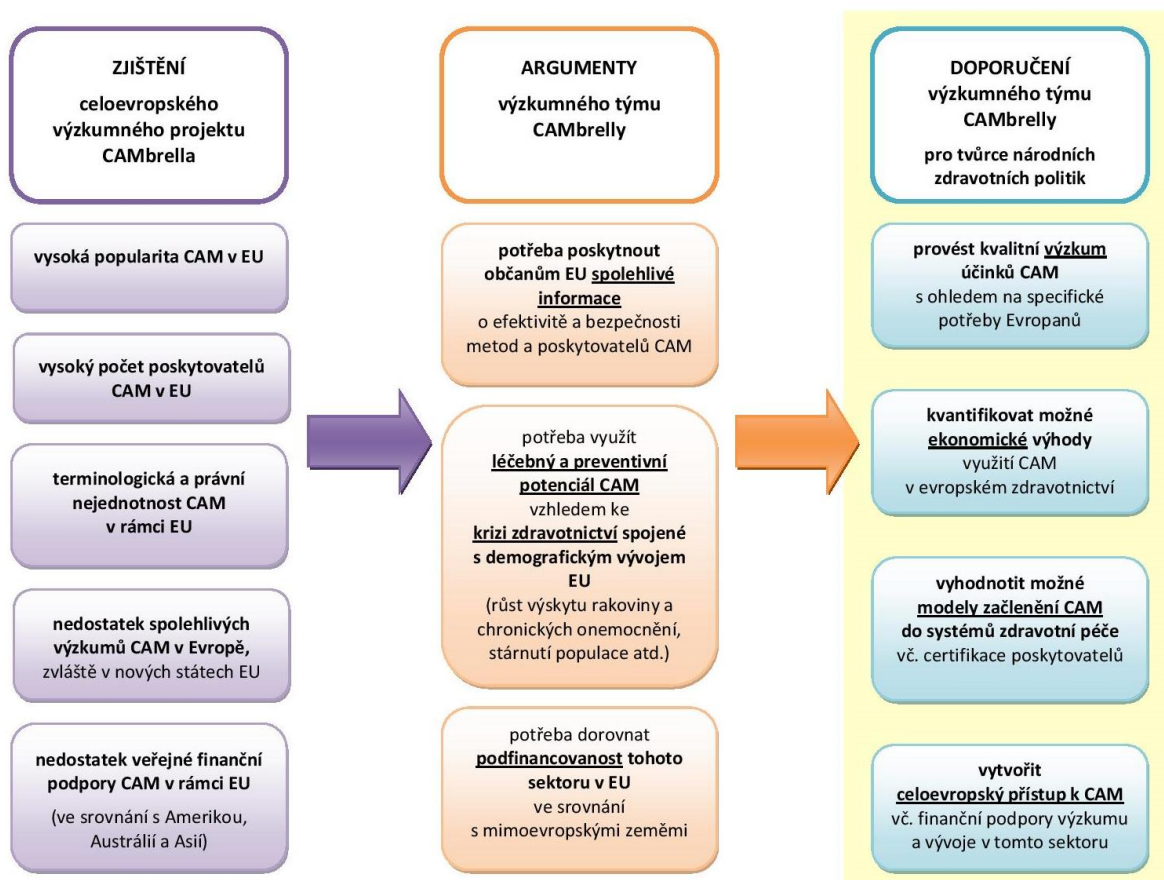 ZJIŠTĚNÍ
celoevropského
výzkumného projektu
CAMbrella
vysoká popularita CAM v EU
vysoký počet poskytovatelů
CAM v EU
terminologická a právní
nejednotnost CAM
v rámci EU
nedostatek spolehlivých
výzkumů CAM v Evropě,
zvláště v nových státech EU
nedostatek veřejné finanční
podpory CAM v rámci EU
(ve srovnání s Amerikou,
Austrálií a Asií)
ARGUMENTY
výzkumného týmu
CAMbrelly
potřeba poskytnout
občanům EU spolehlivé
informace
o efektivitě a bezpečnosti
metod a poskytovatelů CAM
potřeba využít
léčebný a preventivní
potenciál CAM
vzhledem ke
krizi zdravotnictví spojené
s demografickým vývojem
EU
(růst výskytu rakoviny a
chronických onemocnění,
stárnutí populace atd.)
potřeba dorovnat
podfinancovanost tohoto
sektoru v EU
ve srovnání
s mimoevropskými zeměmi
DOPORUČENÍ
výzkumného týmu
CAMbrelly
pro tvůrce národních
zdravotních politik
provést kvalitní výzkum
účinků CAM
s ohledem na specifické
potřeby Evropanů
kvantifikovat možné
ekonomické výhody
využití CAM
v evropském zdravotnictví
vyhodnotit možné
modely začlenění CAM
do systémů zdravotní péče
vč. certifikace poskytovatelů
vytvořit
celoevropský přístup k CAM
vč. finanční podpory výzkumu
a vývoje v tomto sektoru